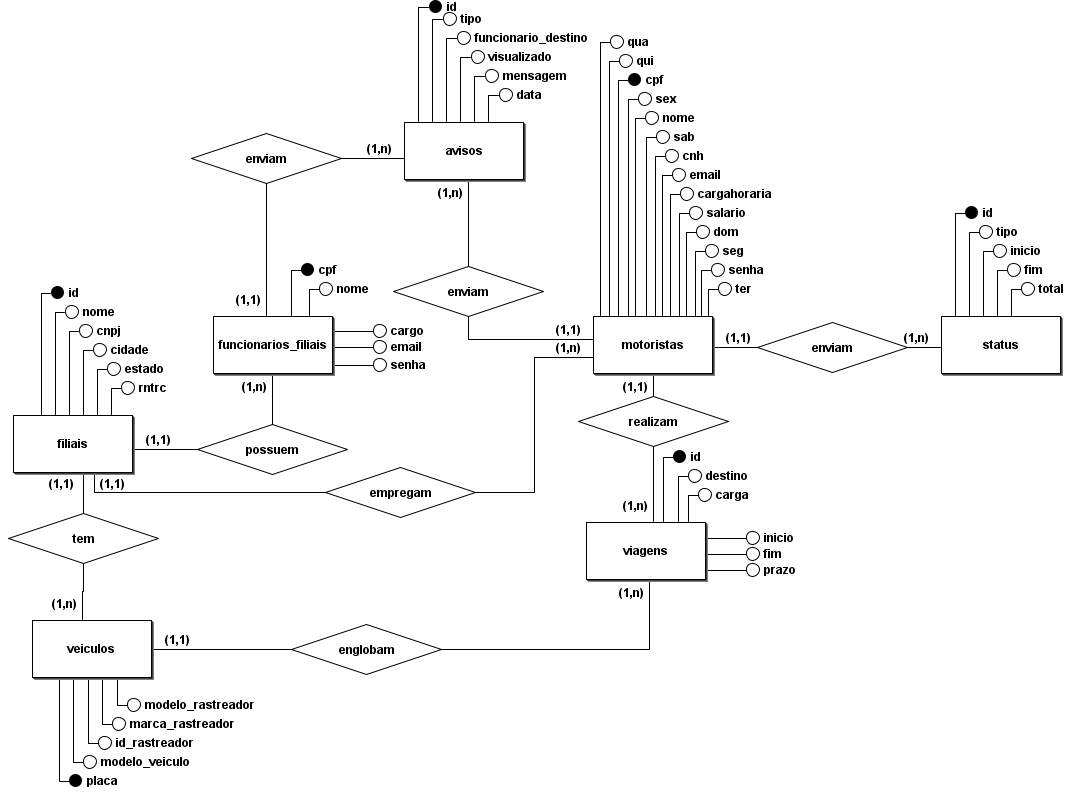 id
tipo
funcionario_destino
visualizado
mensagem
data
avisos
(1,n)
(1,n)
enviam
(1,1)
enviam
(1,1)
(1,n)
qua
qui
cpf
sex
nome
sab
cnh
email
cargahoraria
salario
dom
seg
senha
ter
motoristas
(1,1)
enviam
(1,n)
id
tipo
inicio
fim
total
status
cpf
nome
funcionarios_filiais
cargo
email
senha
(1,n)
possuem
(1,1)
id
nome
cnpj
cidade
estado
rntrc
filiais
(1,1)
(1,1)
empregam
tem
(1,n)
(1,1)
realizam
(1,n)
id
destino
carga
viagens
inicio
fim
prazo
(1,n)
englobam
(1,1)
veiculos
modelo_rastreador
marca_rastreador
id_rastreador
modelo_veiculo
placa